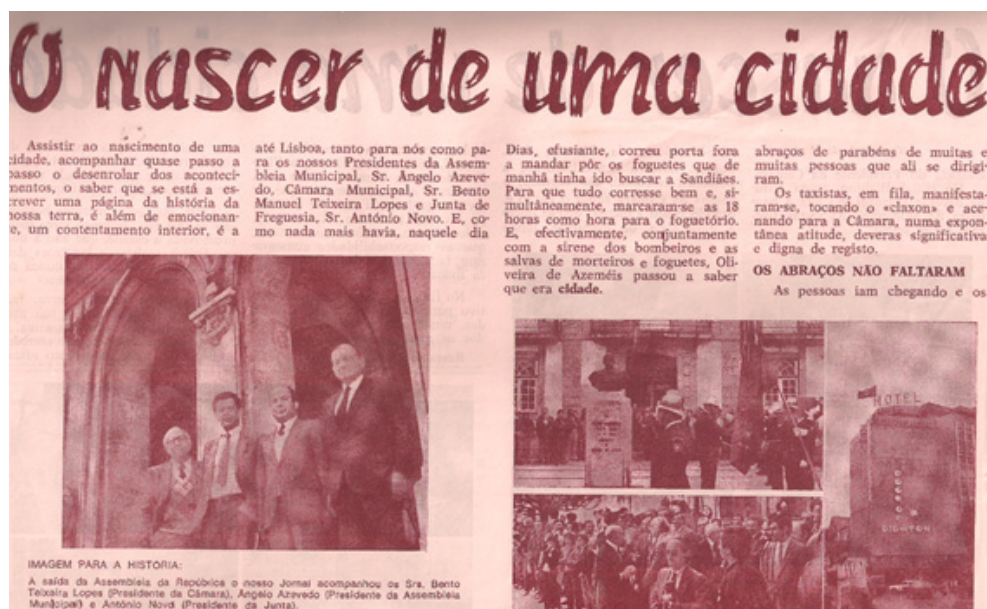 O nascer de uma cidade
Assistir ao nascimento de uma
cidade, acompanhar quase passo a
passo o desenrolar dos aconteci-
mentos, o saber que se está a es-
crever uma página da história da
nossa terra, é além de emocionan-
e, um contentamento interior, é a
até Lisboa, tanto para nós como pa-
ra os nossos Presidentes da Assem-
bleia Municipal, Sr. Angelo Azeve-
do, Câmara Municipal, Sr. Bento
Manuel Teixeira Lopes e Junta de
Freguesia, Sr. António Novo. E, co-
mo nada mais havia, naquele dia
IMAGEM PARA A HISTÓRIA:
A saída da Assembleia da República o nosso Jornal acompanhou os Srs. Bento
Teixeira Lopes (Presidente da Câmara), Angelo Azevedo (Presidente da Assembleia
Municipal) e António Novo (Presidente da Junta).
Dias, efusiante, correu porta fora
a mandar pôr os foguetes que de
manhã tinha ido buscar a Sandiães.
Para que tudo corresse bem e, si-
multâneamente, marcaram-se as 18
horas como hora para o foguetório.
E, efectivamente, conjuntamente
com a sirene dos bombeiros e as
salvas de morteiros e foguetes, Oli-
veira de Azeméis passou a saber
que era cidade.
abraços de parabéns de muitas e
muitas pessoas que ali se dirigi-
ram.
Os taxistas, em fila, manifesta-
ram-se, tocando o «claxon» e ace-
nando para a Câmara, numa expon-
tânea atitude, deveras significativa
e digna de registo.
OS ABRAÇOS NÃO FALTARAM
As pessoas iam chegando e os
HOTEL
DIGHTON